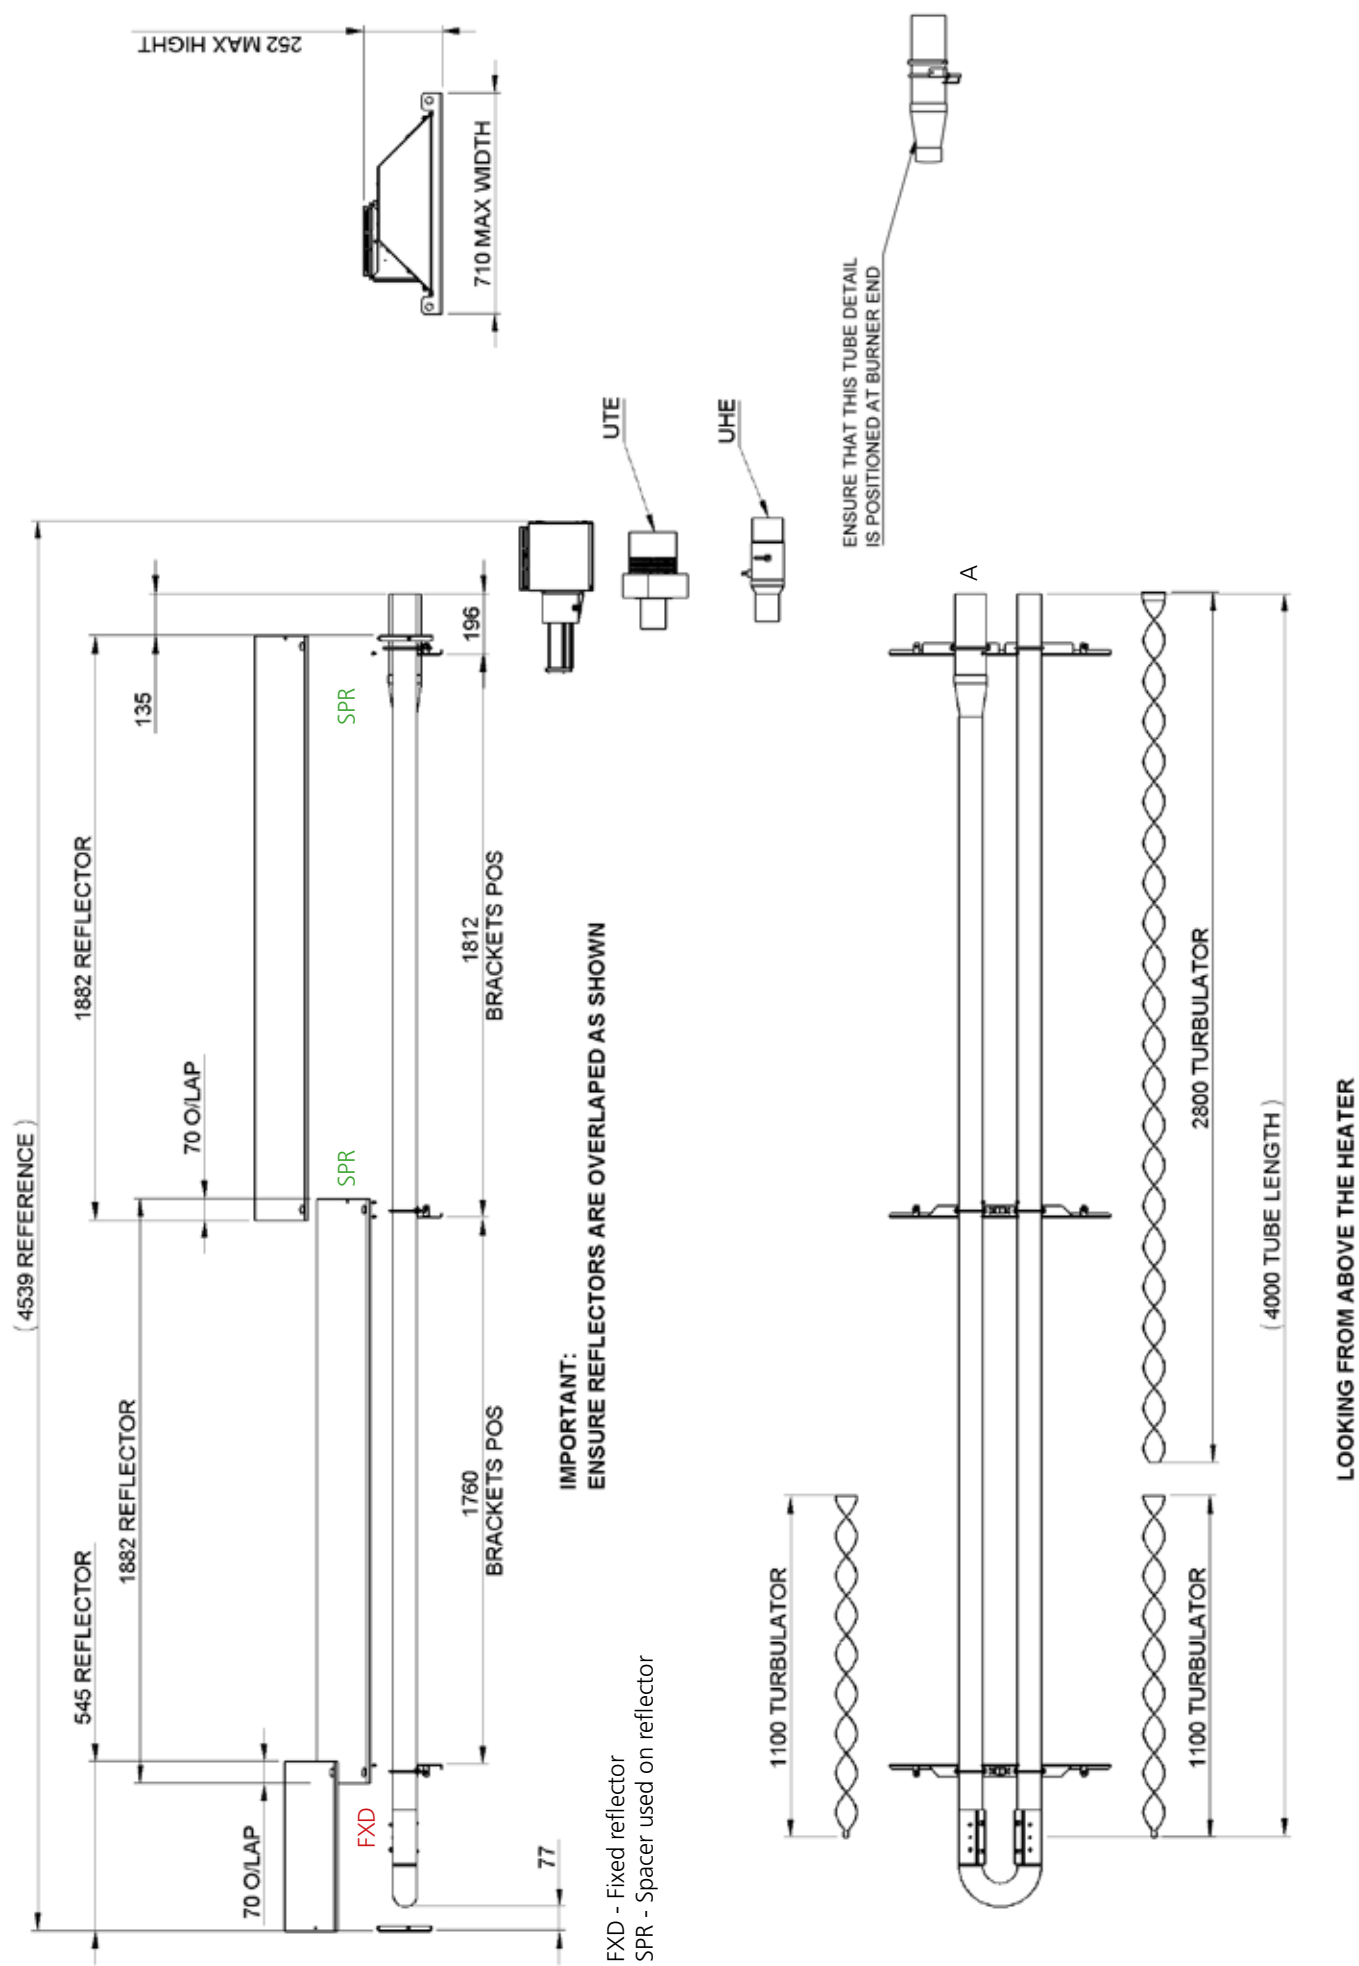 252 MAX HIGHT
710 MAX WIDTH
( 4539 REFERENCE )
545 REFLECTOR
1882 REFLECTOR
1882 REFLECTOR
70 O/LAP
70 O/LAP
135
FXD
SPR
SPR
77
1760
BRACKETS POS
1812
BRACKETS POS
196
UTE
UHE
IMPORTANT:
ENSURE REFLECTORS ARE OVERLAPED AS SHOWN
FXD - Fixed reflector
SPR - Spacer used on reflector
ENSURE THAT THIS TUBE DETAIL
IS POSITIONED AT BURNER END
A
1100 TURBULATOR
1100 TURBULATOR
2800 TURBULATOR
( 4000 TUBE LENGTH )
LOOKING FROM ABOVE THE HEATER